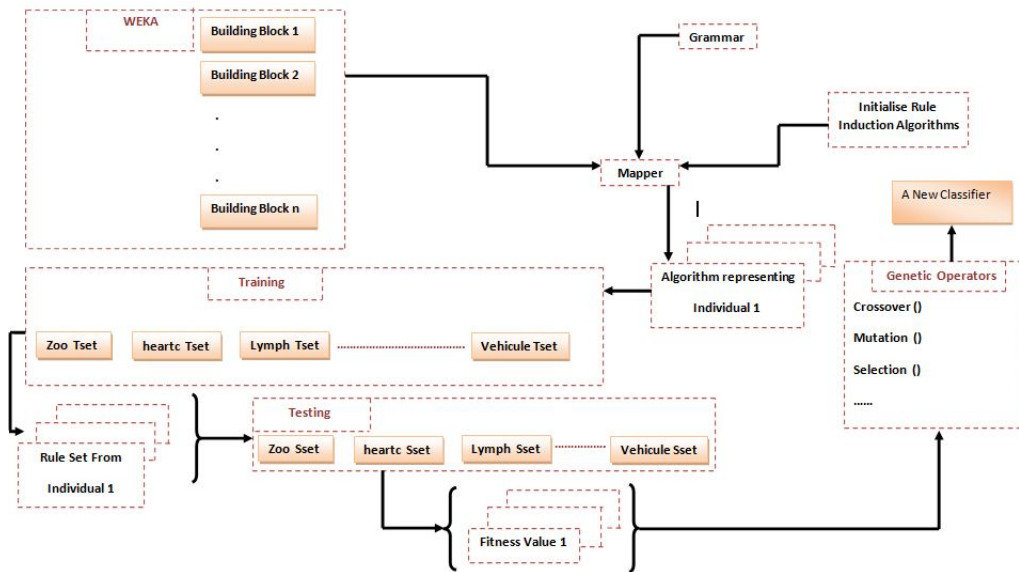 WEKA
Building Block 1
Building Block 2
.
.
.
Building Block n
Grammar
Initialise Rule
Induction Algorithms
Mapper
A New Classifier
Algorithm representing
Individual 1
Genetic Operators
Crossover ()
Mutation ()
Selection ()
......
Training
Zoo Tset
heartc Tset
Lymph Tset
Vehicule Tset
Rule Set From
Individual 1
Testing
Zoo Sset
heartc Sset
Lymph Sset
Vehicule Sset
Fitness Value 1